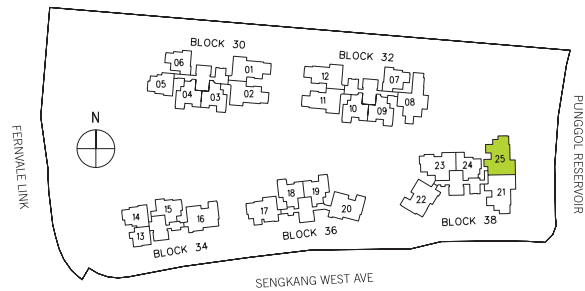 BLOCK 30
BLOCK 32
06
01
05
04
03
02
12
07
11
10
09
08
N
FERNVALE LINK
PUNGGOL RESERVOIR
25
23
24
22
21
BLOCK 38
18
19
17
20
BLOCK 36
14
15
16
13
BLOCK 34
SENGKANG WEST AVE